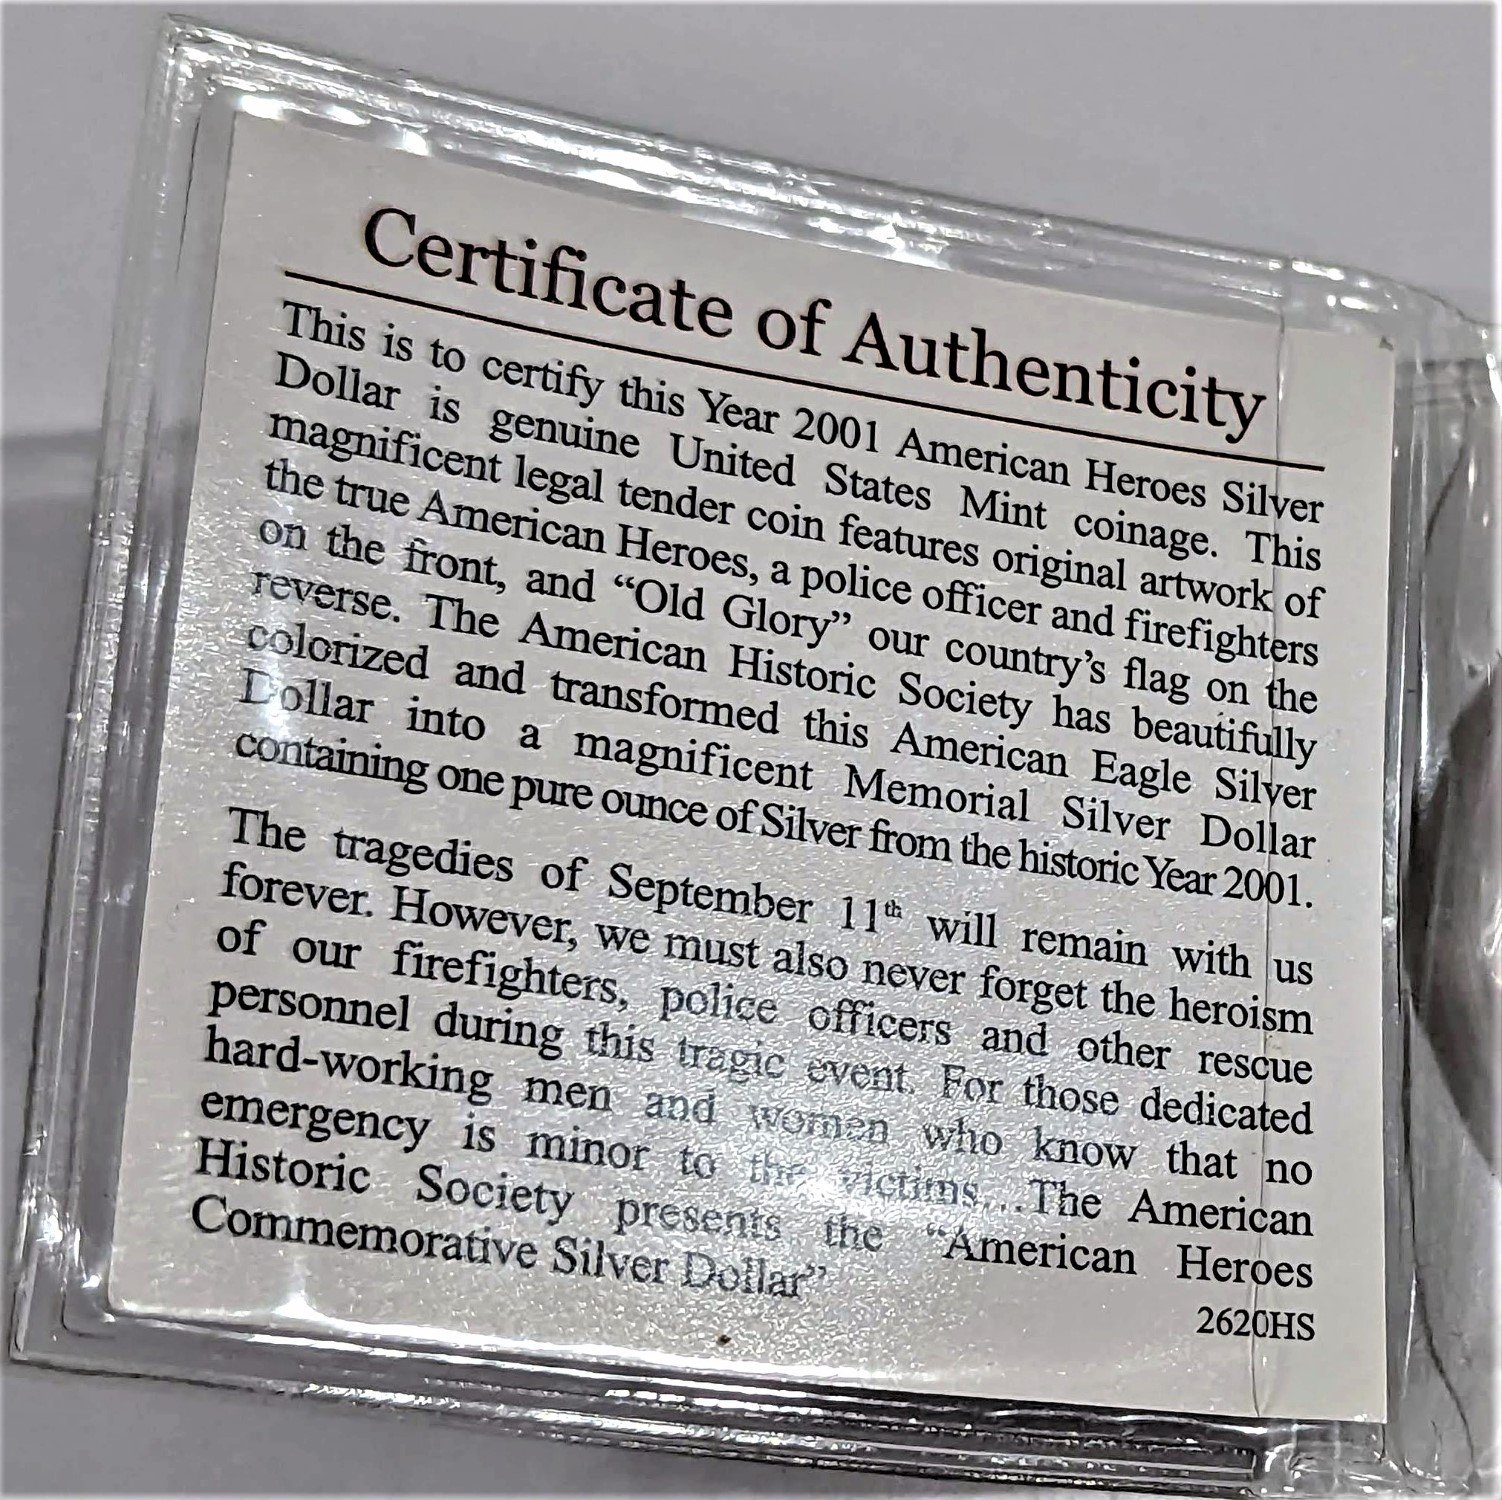 Certificate of Authenticity
This is to certify this Year 2001 American Heroes Silver
Dollar is genuine United States Mint coinage. This
magnificent legal tender coin features original artwork of
the true American Heroes, a police officer and firefighters
on the front, and “Old Glory” our country’s flag on the
reverse. The American Historic Society has beautifully
colorized and transformed this American Eagle Silver
Dollar into a magnificent Memorial Silver Dollar
containing one pure ounce of Silver from the historic Year 2001.
The tragedies of September 11th will remain with us
forever. However, we must also never forget the heroism
of our firefighters, police officers and other rescue
personnel during this tragic event. For those dedicated
hard-working men and women who know that no
emergency is minor to the victims...The American
Historic Society presents the “American Heroes
Commemorative Silver Dollar”
2620HS